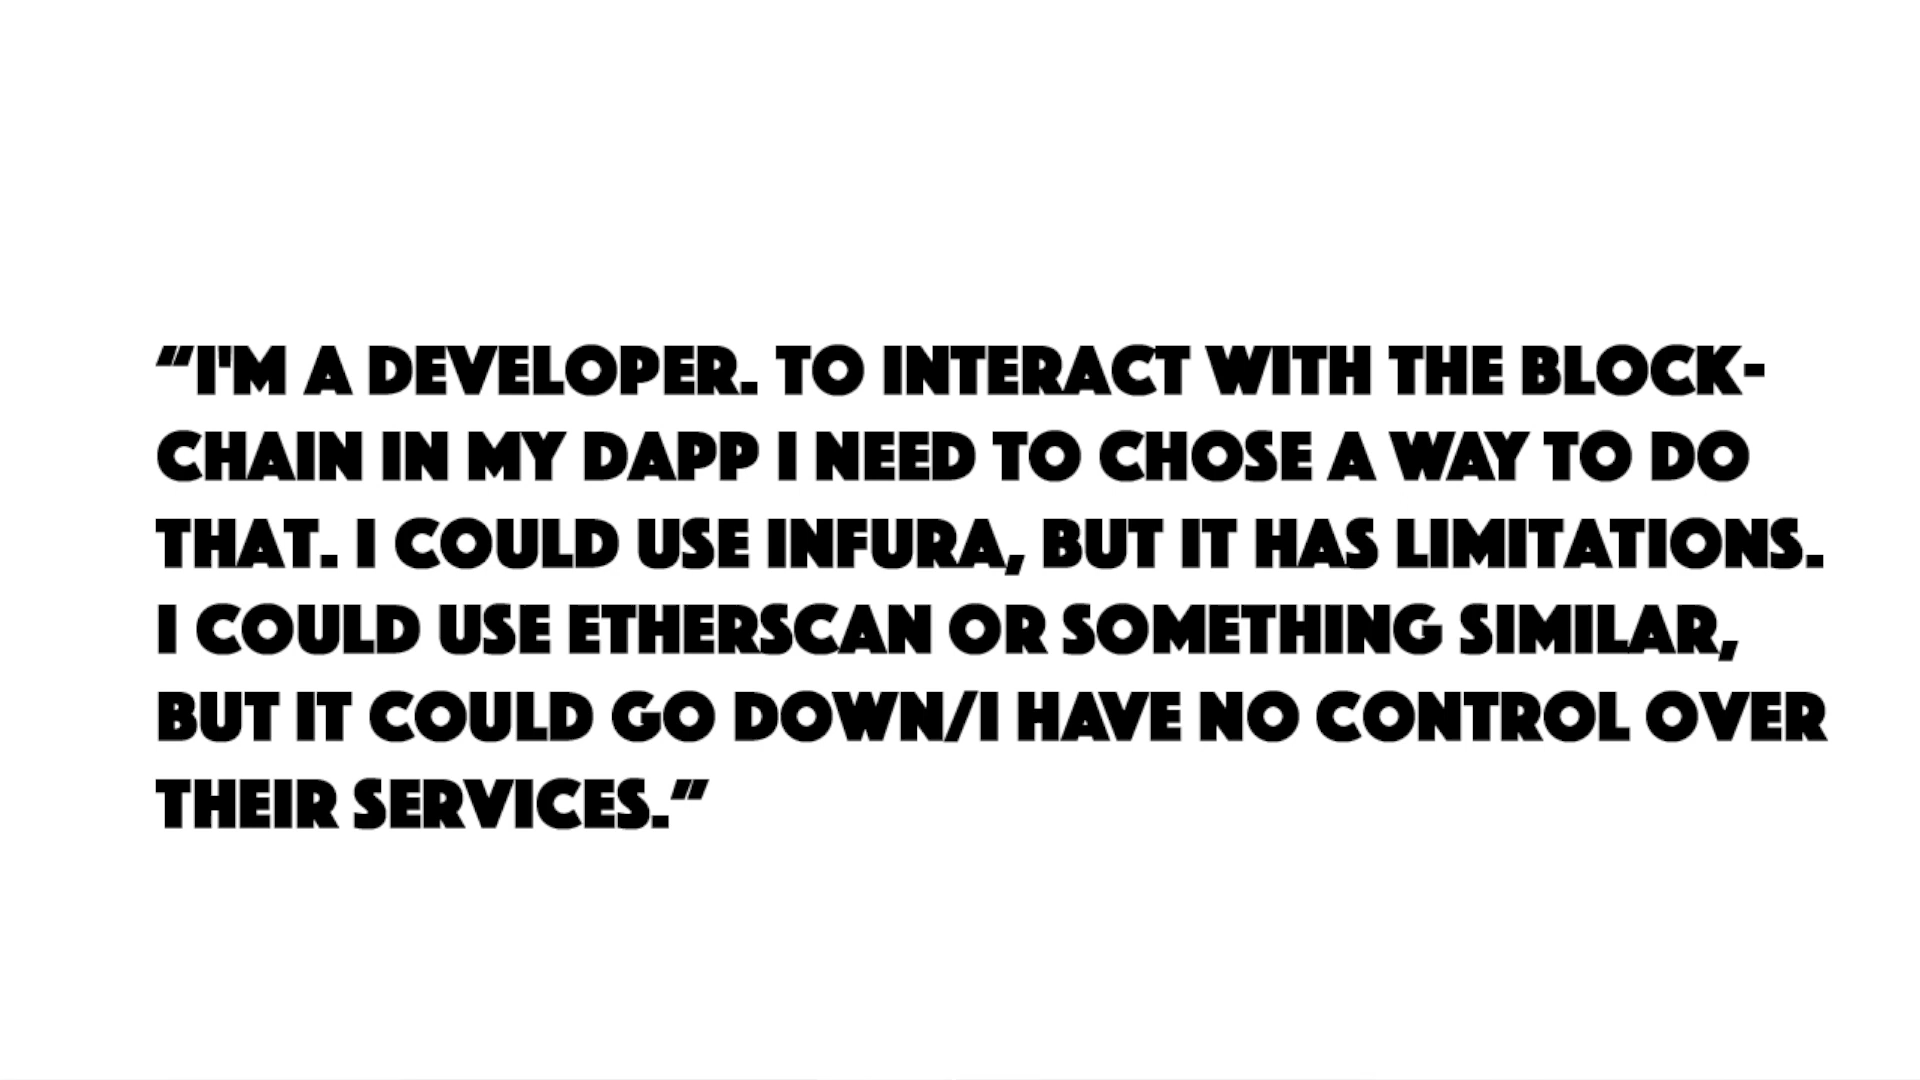 “I'M A DEVELOPER. TO INTERACT WITH THE BLOCK-
CHAIN IN MY DAPP I NEED TO CHOSE A WAY TO DO
THAT. I COULD USE INFURA, BUT IT HAS LIMITATIONS.
I COULD USE ETHERSCAN OR SOMETHING SIMILAR,
BUT IT COULD GO DOWN/I HAVE NO CONTROL OVER
THEIR SERVICES.”